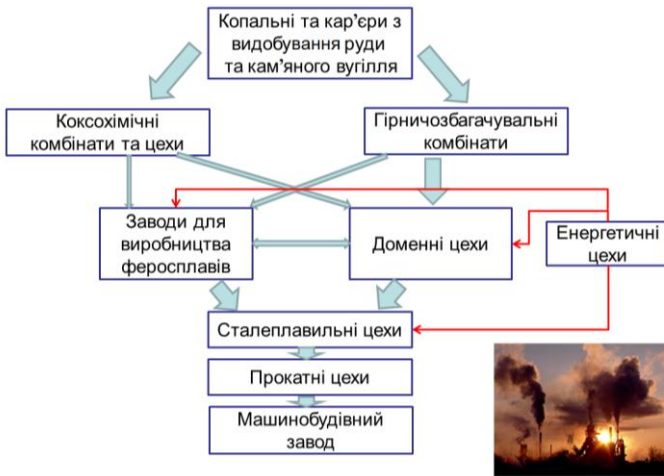 Копальні та кар’єри з
видобування руди
та кам’яного вугілля
Коксохімічні
комбінати та цехи
Гірничозбагачувальні
комбінати
Заводи для
виробництва
феросплавів
Доменні цехи
Енергетичні
цехи
Сталеплавильні цехи
Прокатні цехи
Машинобудівний
завод